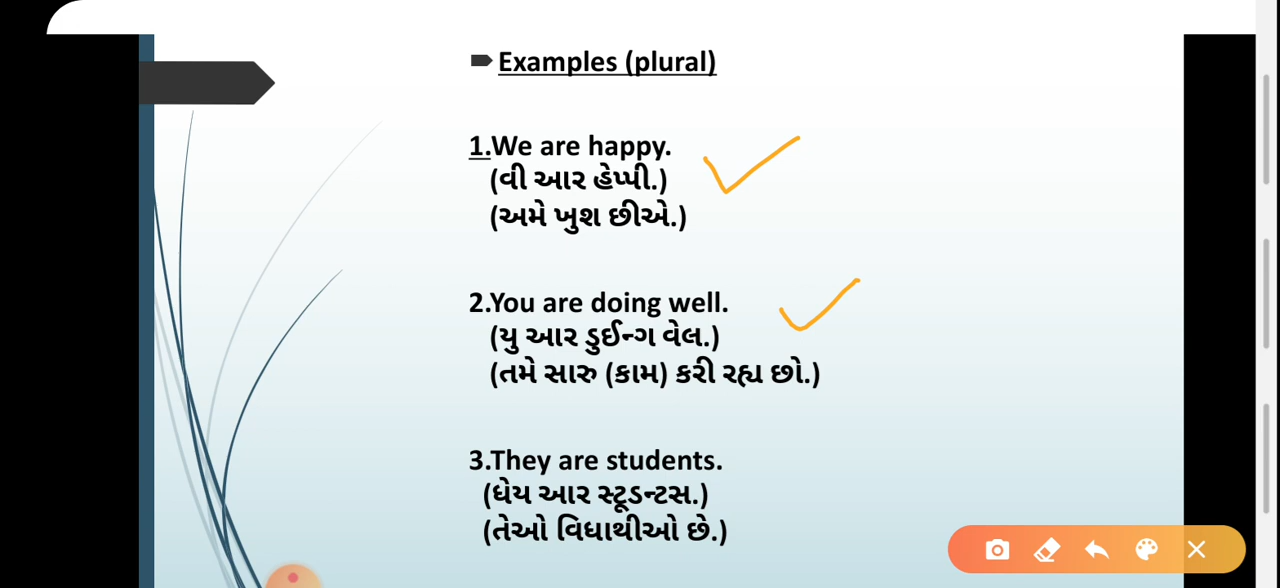 Examples (plural)
1.We are happy.
(વી આર હેપ્પી.)
(અમે ખુશ છીએ.)
2.You are doing well.
(યુ આર ડુઈન્ગ વેલ.)
(તમે સારુ (કામ) કરી રહ્ય છો.)
3.They are students.
(ધેય આર સ્ટૂડન્ટસ.)
(તેઓ વિધાથીઓ છે.)